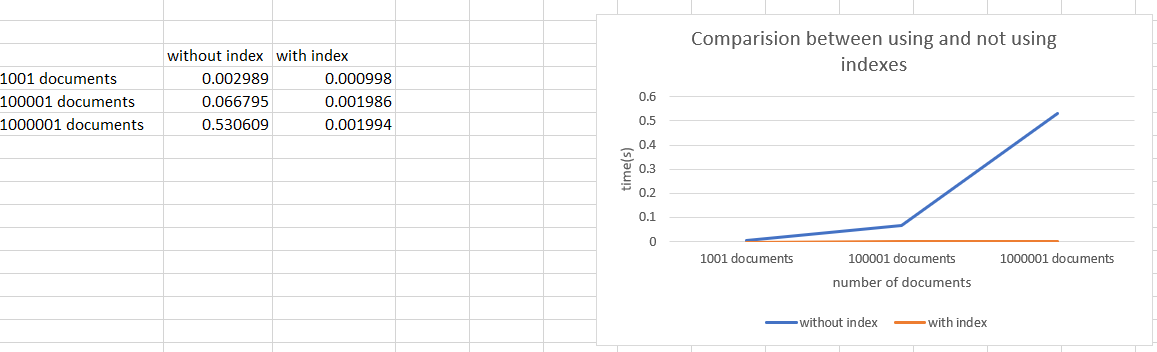 without index with index
1001 documents 0.002989 0.000998
100001 documents 0.066795 0.001986
1000001 documents 0.530609 0.001994
Comparision between using and not using
indexes
0.6
0.5
0.4
0.3
0.2
0.1
0
time(s)
1001 documents 100001 documents 1000001 documents
number of documents
without index with index